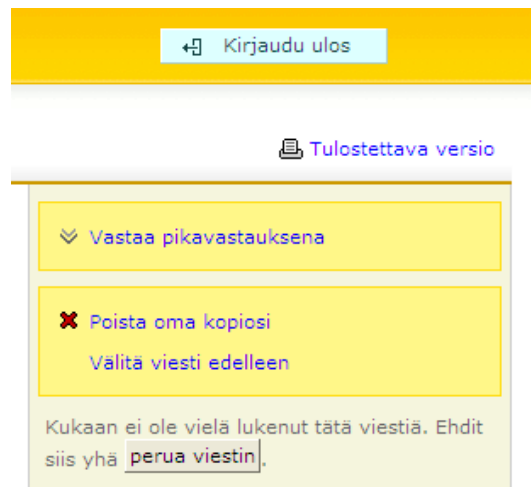 Kirjaudu ulos
Tulostettava versio
Vastaa pikavastauksena
Poista oma kopiosi
Välitä viesti edelleen
Kukaan ei ole vielä lukenut tätä viestiä. Ehdit
siis yhä perua viestin.